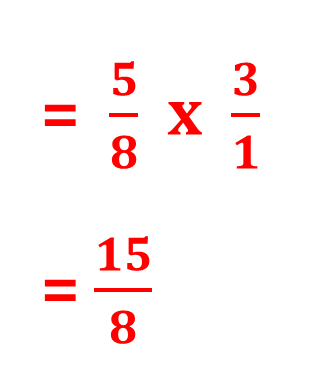 = 5/8 x 3/1
= 15/8